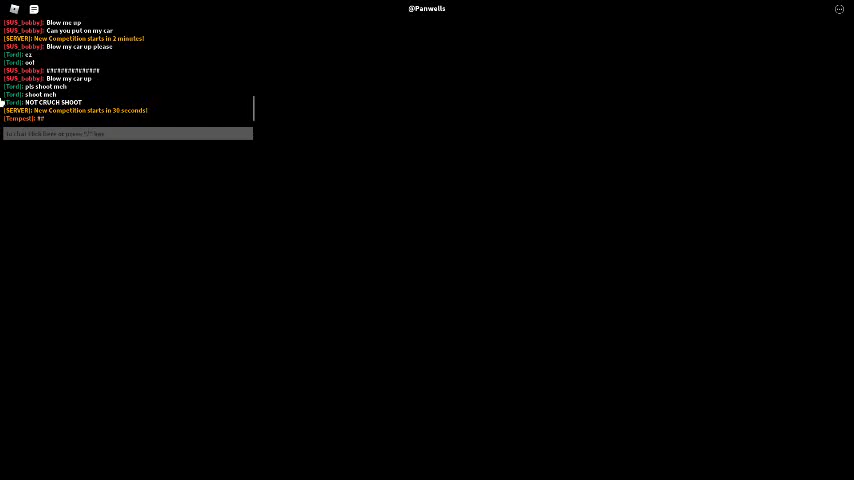 @Panwells
[SUS_bobby]: Blow me up
[SUS_bobby]: Can you put on my car
[SERVER]: New Competition starts in 2 minutes!
[SUS_bobby]: Blow my car up please
[Tord]: ez
[Tord]: oof
[SUS_bobby]: ###############
[SUS_bobby]: Blow my car up
[Tord]: pls shoot meh
[Tord]: shoot meh
[Tord]: NOT CRUCH SHOOT
[SERVER]: New Competition starts in 30 seconds!
[Tempest]: ##
To chat click here or press "/" key